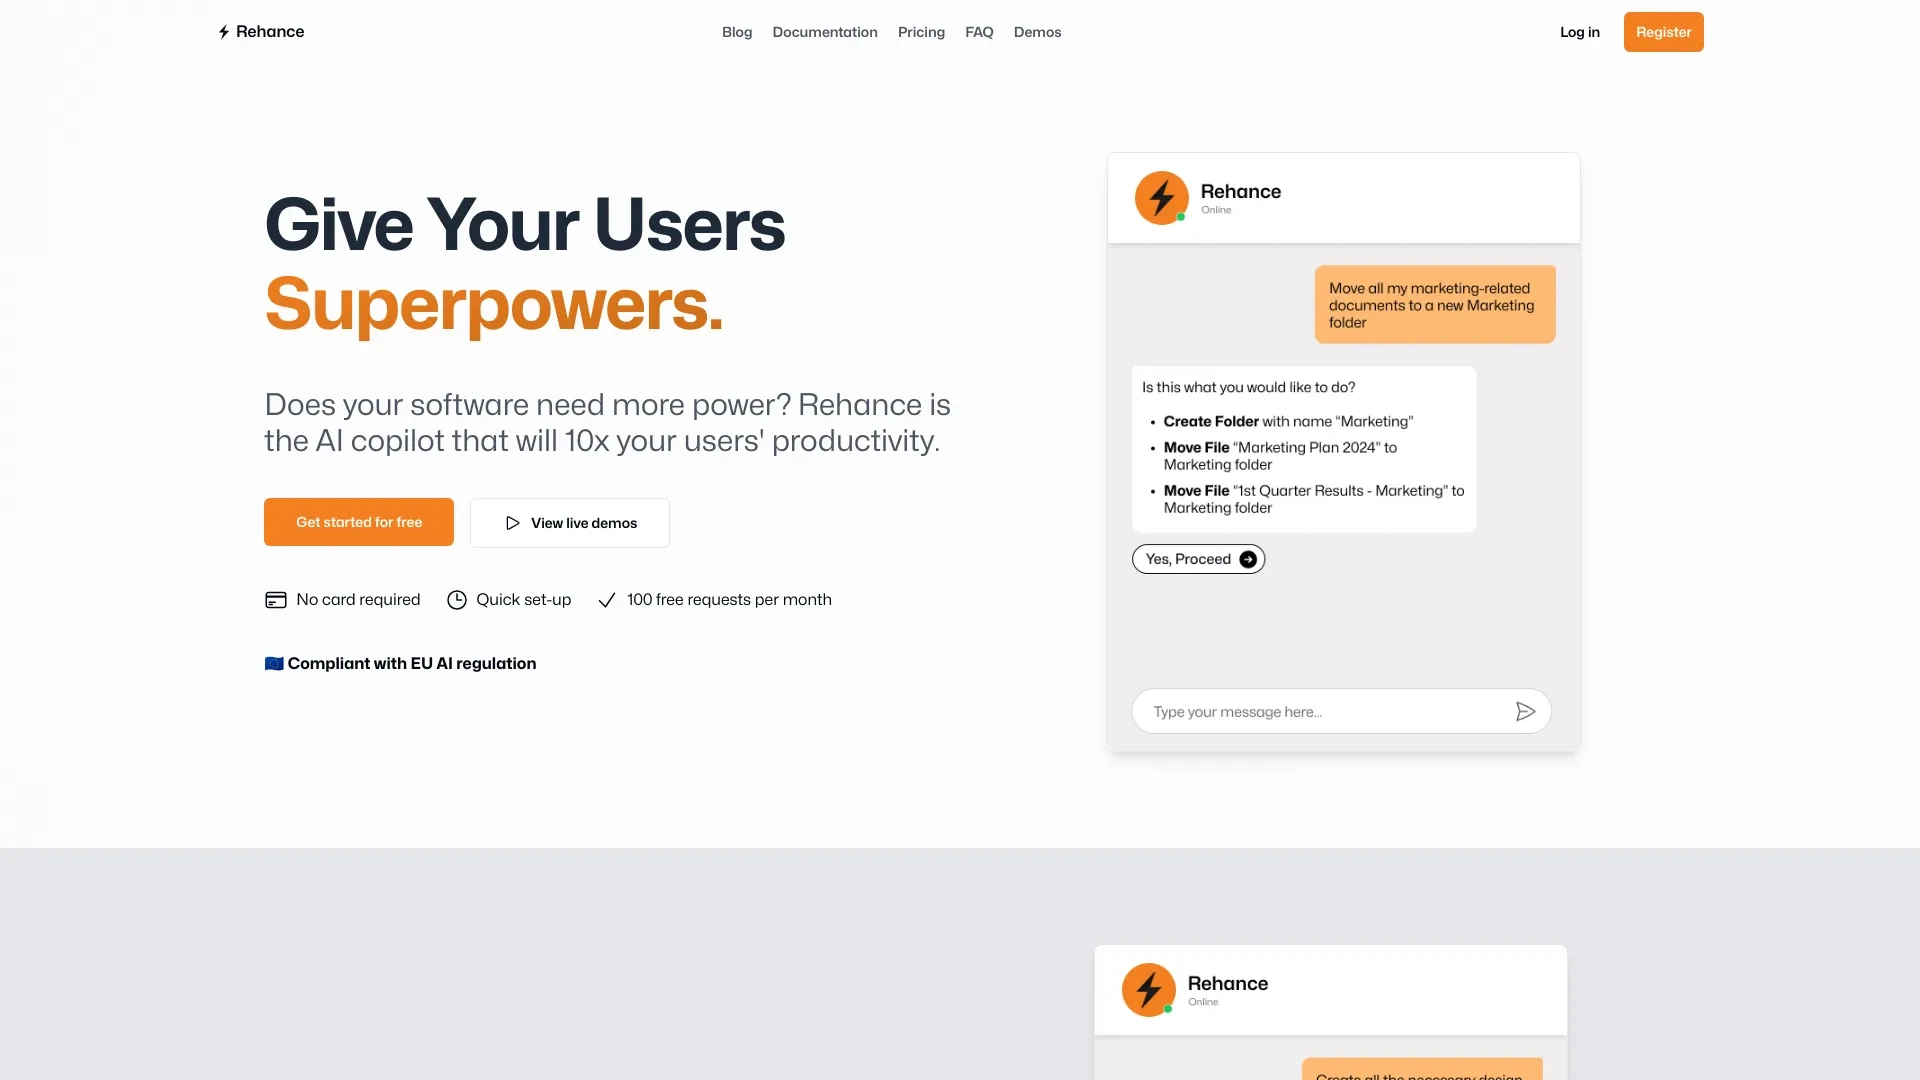 Rehance
Blog
Documentation
Pricing
FAQ
Demos
Log in
Register
Give Your Users
Superpowers.
Does your software need more power? Rehance is
the AI copilot that will 10x your users' productivity.
Get started for free
View live demos
No card required
Quick set-up
100 free requests per month
Compliant with EU AI regulation
Rehance
Online
Move all my marketing-related
documents to a new Marketing
folder
Is this what you would like to do?
• Create Folder with name “Marketing”
• Move File “Marketing Plan 2024” to
Marketing folder
• Move File “1st Quarter Results - Marketing” to
Marketing folder
Yes, Proceed
Type your message here...
Rehance
Online
Create all the necessary design